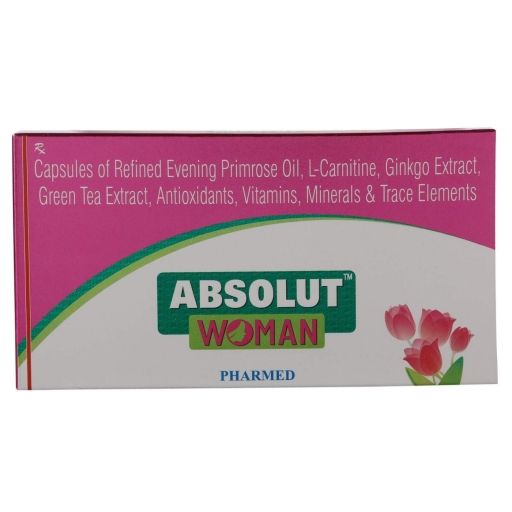 Rx
Capsules of Refined Evening Primrose Oil, L-Carnitine, Ginkgo Extract,
Green Tea Extract, Antioxidants, Vitamins, Minerals & Trace Elements
ABSOLUT™
WOMAN
PHARMED